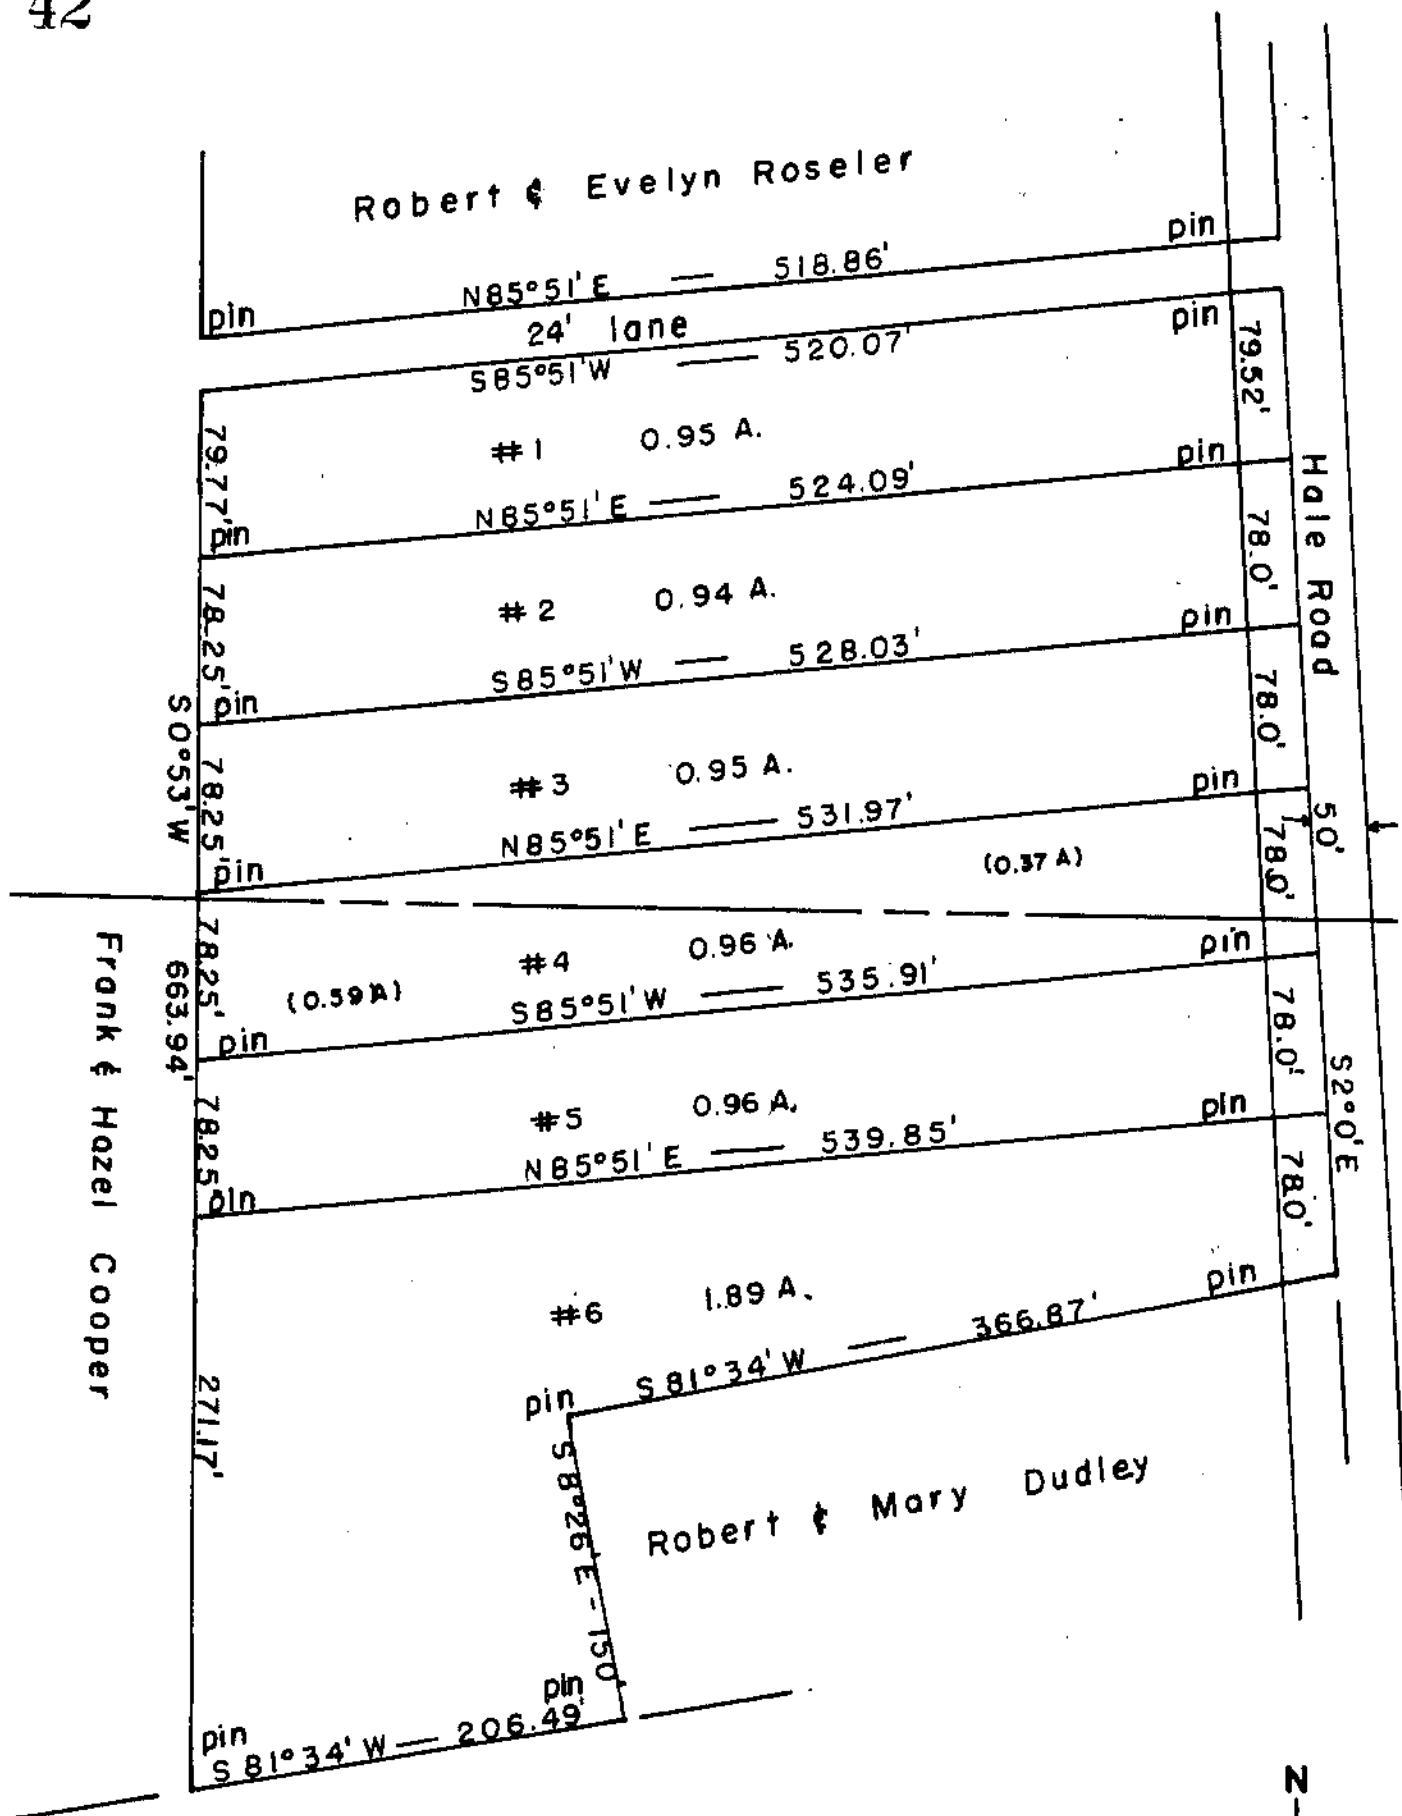 42
Robert & Evelyn Roseler
pin
N85°51'E — 518.86'
pin
24' lane
pin
S85°51'W — 520.07'
79.52'
79.77'
#1 0.95 A.
pin
N85°51'E — 524.09'
pin
Hale Road
78.0'
78.25'
#2 0.94 A.
pin
S85°51'W — 528.03'
pin
S0°53'W
78.0'
78.25'
#3 0.95 A.
pin
N85°51'E — 531.97'
pin
50'
(0.37 A)
78.0'
78.25'
#4 0.96 A.
pin
663.94'
(0.59 A)
S85°51'W — 535.91'
pin
Frank & Hazel Cooper
78.0'
S2°0'E
78.25'
#5 0.96 A.
pin
N85°51'E — 539.85'
pin
78.0'
#6 1.89 A.
pin
S81°34'W — 366.87'
pin
271.17'
S8°26'E - 150'
Robert & Mary Dudley
pin
pin
S81°34'W — 206.49'
N